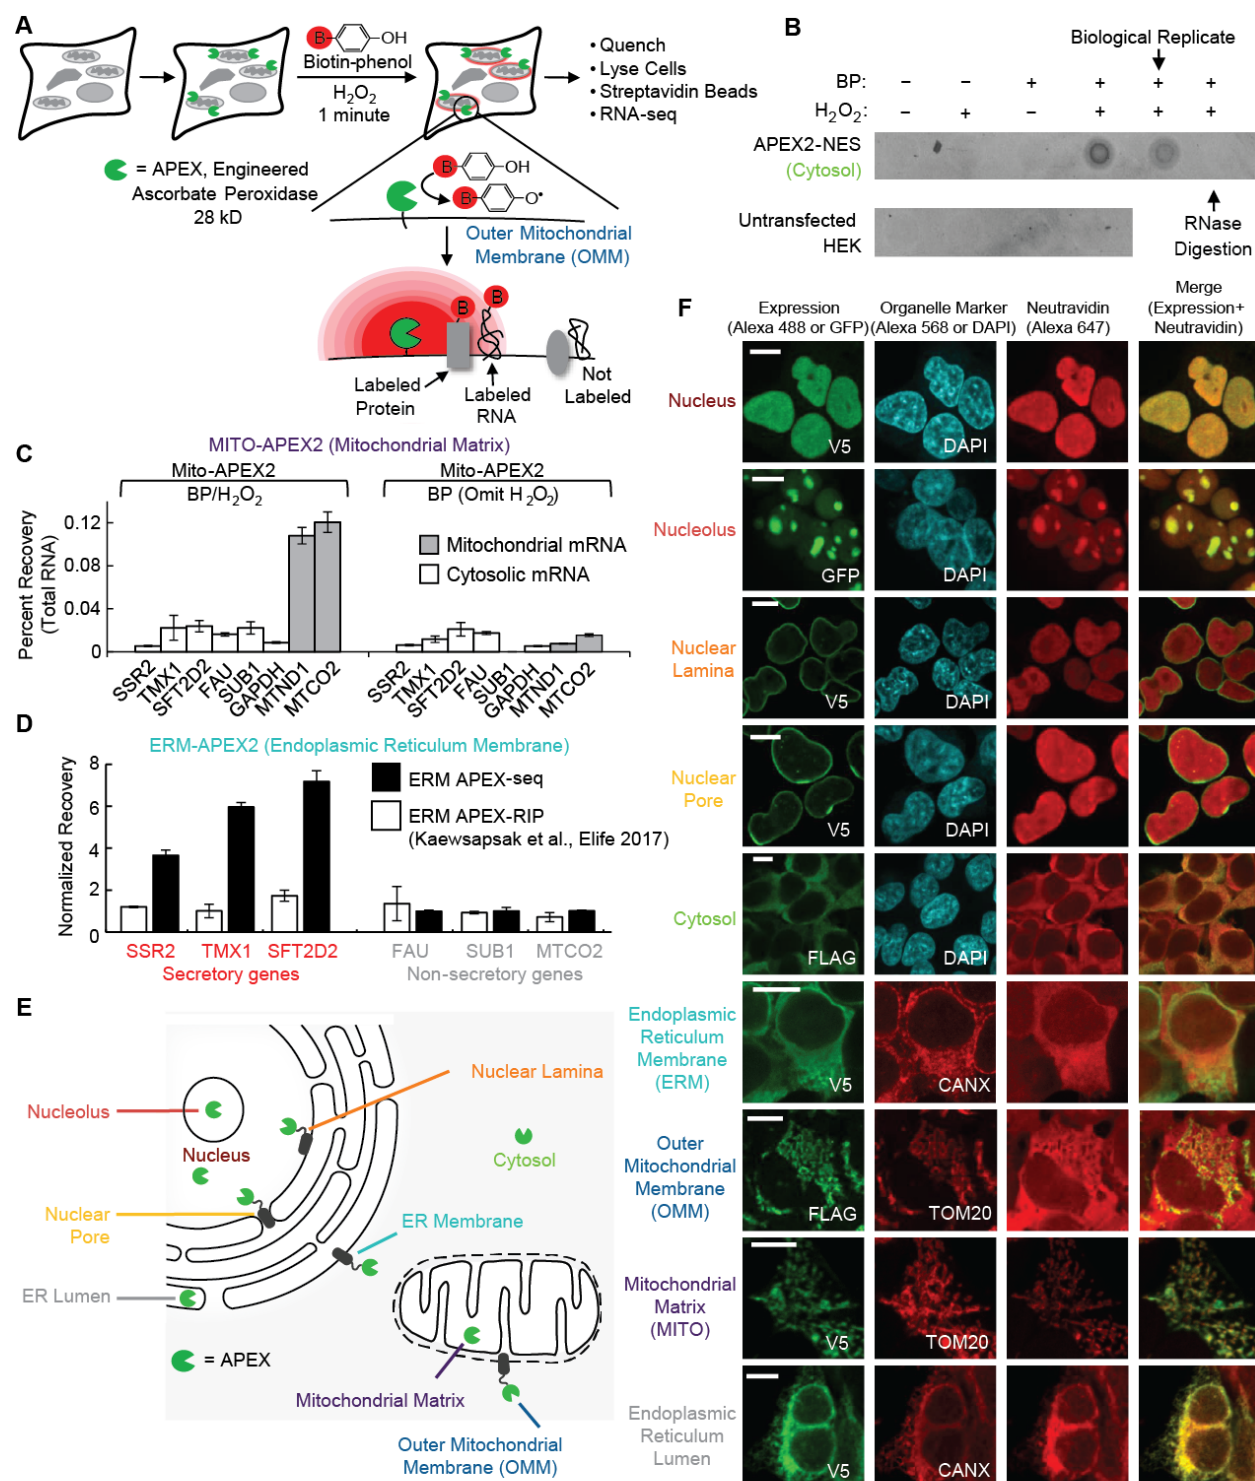 A
B
OH
Biotin-phenol
H2O2
1 minute
• Quench
• Lyse Cells
• Streptavidin Beads
• RNA-seq
= APEX, Engineered
Ascorbate Peroxidase
28 kD
B
OH
B
O•
Outer Mitochondrial
Membrane (OMM)
B
B
Labeled
Protein
Labeled
RNA
Not
Labeled
B
Biological Replicate
BP: – – + + + +
H2O2: – + – + + +
APEX2-NES
(Cytosol)
Untransfected
HEK
RNase
Digestion
C
MITO-APEX2 (Mitochondrial Matrix)
Mito-APEX2
BP/H2O2
Mito-APEX2
BP (Omit H2O2)
Percent Recovery
(Total RNA)
0.12
0.08
0.04
0
Mitochondrial mRNA
Cytosolic mRNA
SSR2
TMX1
SFT2D2
FAU
SUB1
GAPDH
MTND1
MTCO2
SSR2
TMX1
SFT2D2
FAU
SUB1
GAPDH
MTND1
MTCO2
D
ERM-APEX2 (Endoplasmic Reticulum Membrane)
Normalized Recovery
8
6
4
2
0
ERM APEX-seq
ERM APEX-RIP
(Kaewsapsak et al., Elife 2017)
SSR2 TMX1 SFT2D2 FAU SUB1 MTCO2
Secretory genes Non-secretory genes
E
Nucleolus
Nucleus
Nuclear Lamina
Cytosol
Nuclear
Pore
ER Membrane
ER Lumen
= APEX
Mitochondrial Matrix
Outer Mitochondrial
Membrane (OMM)
F
Expression
(Alexa 488 or GFP)
Organelle Marker
(Alexa 568 or DAPI)
Neutravidin
(Alexa 647)
Merge
(Expression+
Neutravidin)
Nucleus
V5
DAPI
Nucleolus
GFP
DAPI
Nuclear
Lamina
V5
DAPI
Nuclear
Pore
V5
DAPI
Cytosol
FLAG
DAPI
Endoplasmic
Reticulum
Membrane
(ERM)
V5
CANX
Outer
Mitochondrial
Membrane
(OMM)
FLAG
TOM20
Mitochondrial
Matrix
(MITO)
V5
TOM20
Endoplasmic
Reticulum
Lumen
V5
CANX